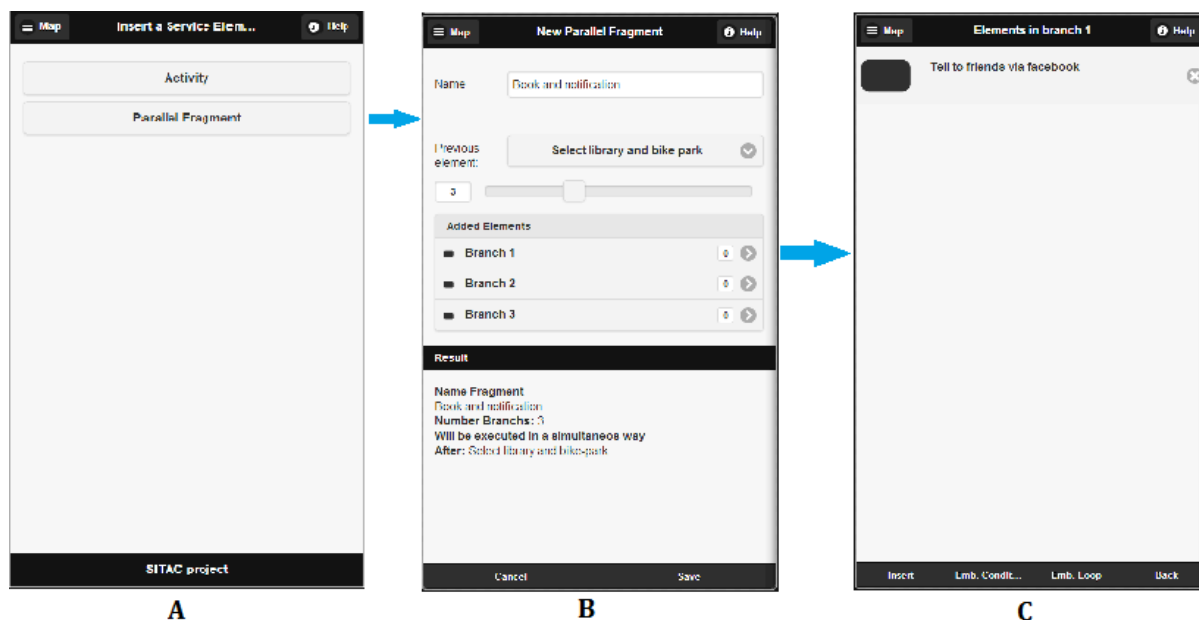 Map Insert a Service Elem... Help
Activity
Parallel Fragment
SITAC project
A
Map New Parallel Fragment Help
Name Book and notification
Previous
element: Select library and bike park
3
Added Elements
Branch 1 0
Branch 2 0
Branch 3 0
Result
Name Fragment
Book and notification
Number Branchs: 3
Will be executed in a simultaneos way
After: Select library and bike-park
Cancel Save
B
Map Elements in branch 1 Help
Tell to friends via facebook
Insert Emb. Condit... Emb. Loop Back
C